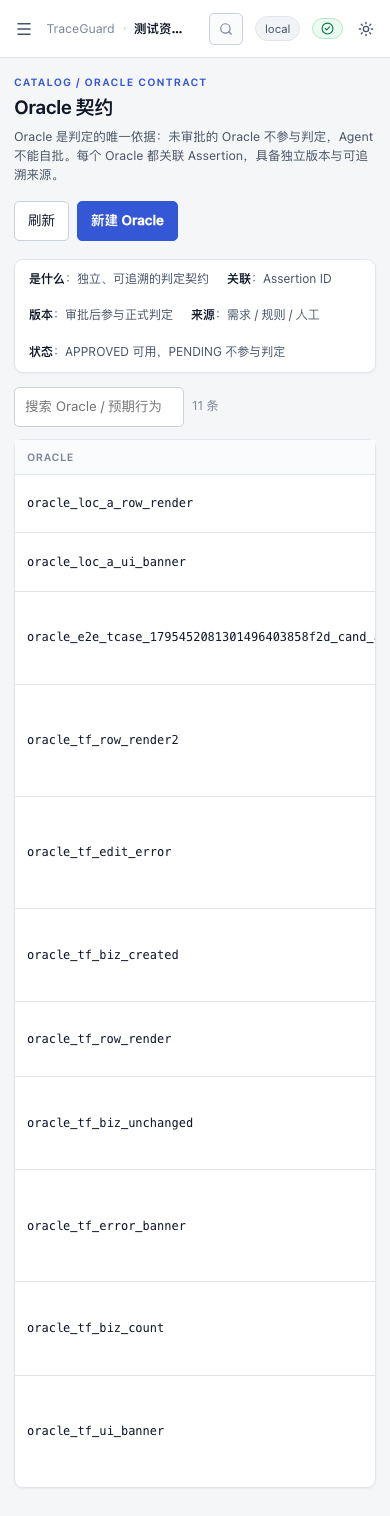 TraceGuard · 测试资...
local
CATALOG / ORACLE CONTRACT
Oracle 契约
Oracle 是判定的唯一依据：未审批的 Oracle 不参与判定，Agent
不能自批。每个 Oracle 都关联 Assertion，具备独立版本与可追
溯来源。
刷新
新建 Oracle
是什么：独立、可追溯的判定契约 关联：Assertion ID
版本：审批后参与正式判定 来源：需求 / 规则 / 人工
状态：APPROVED 可用，PENDING 不参与判定
搜索 Oracle / 预期行为
11 条
ORACLE
oracle_loc_a_row_render
oracle_loc_a_ui_banner
oracle_e2e_tcase_1795452081301496403858f2d_cand_
oracle_tf_row_render2
oracle_tf_edit_error
oracle_tf_biz_created
oracle_tf_row_render
oracle_tf_biz_unchanged
oracle_tf_error_banner
oracle_tf_biz_count
oracle_tf_ui_banner